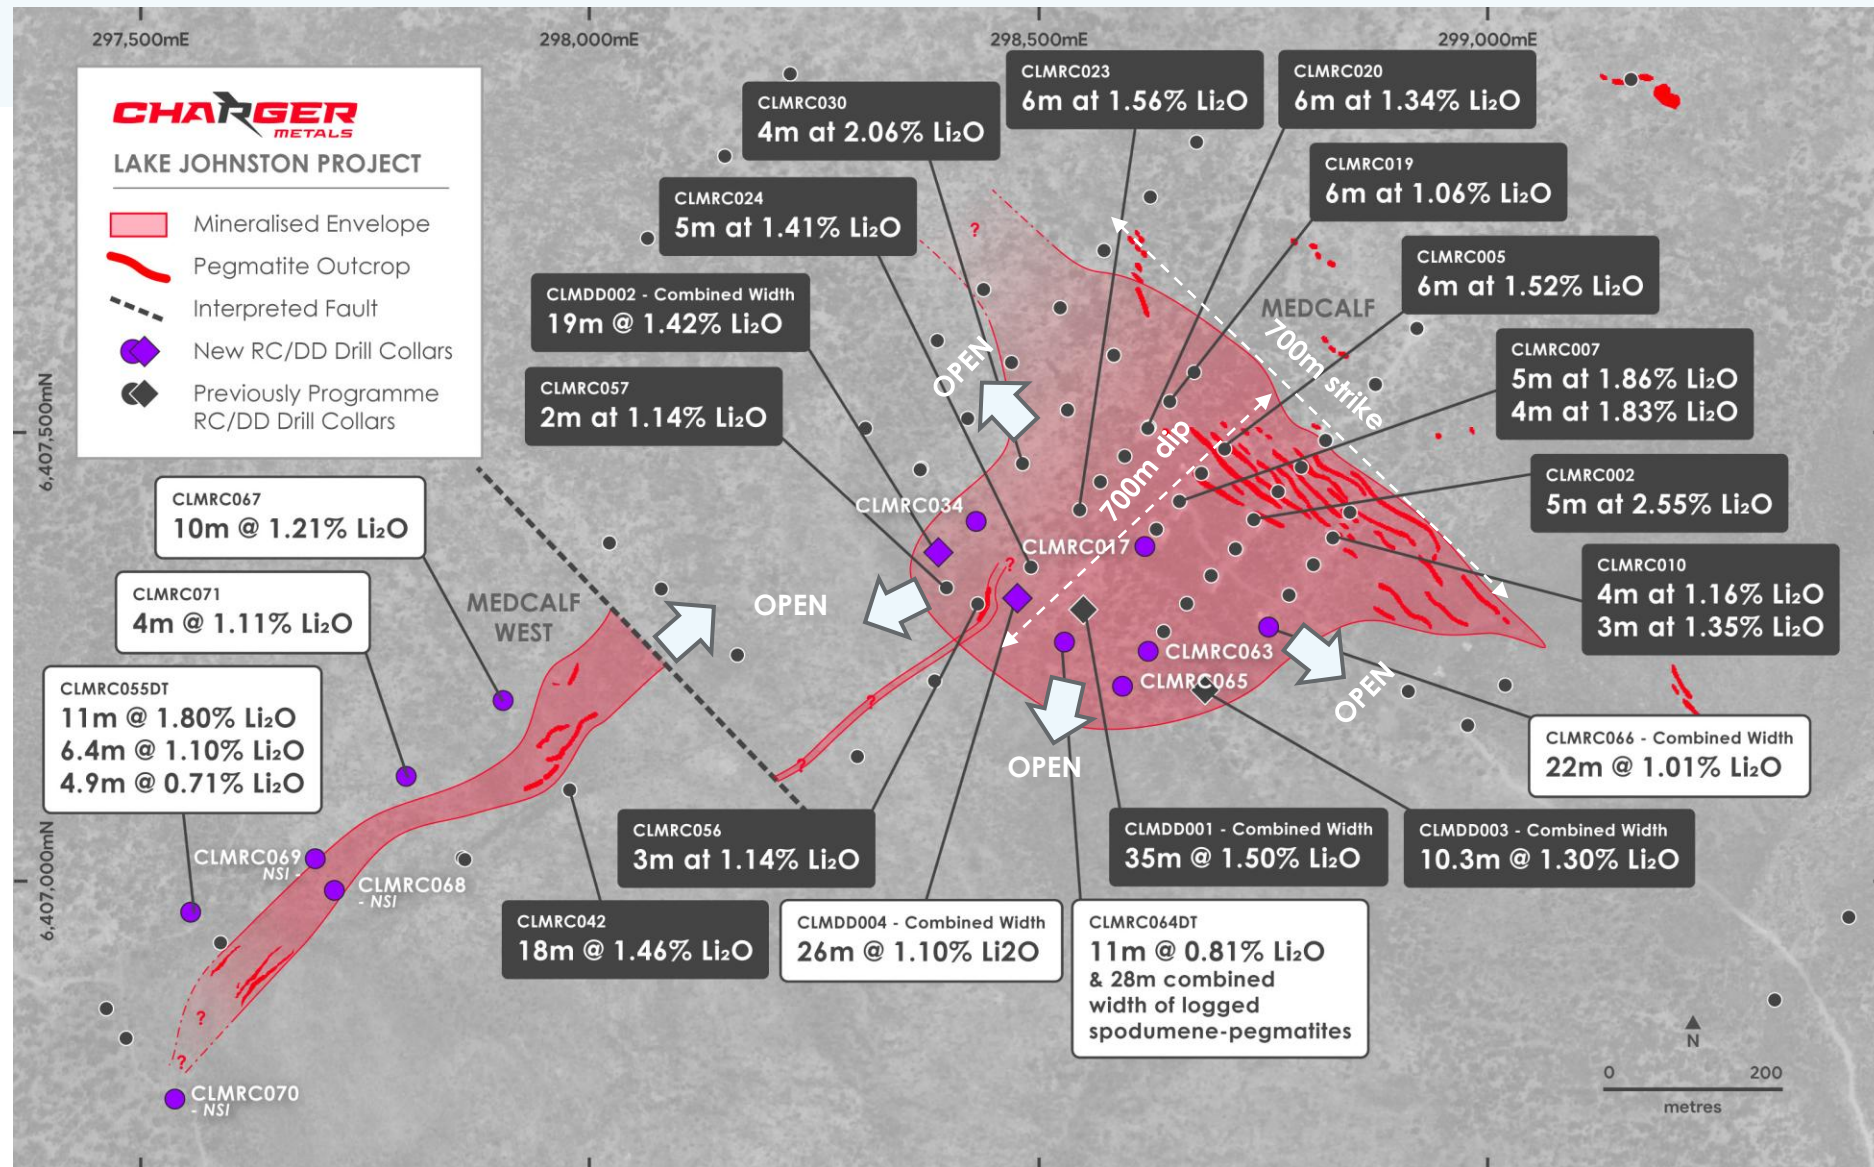 297,500mE
298,000mE
298,500mE
299,000mE
CHARGER
METALS
LAKE JOHNSTON PROJECT
Mineralised Envelope
Pegmatite Outcrop
Interpreted Fault
New RC/DD Drill Collars
Previously Programme
RC/DD Drill Collars
CLMRC030
4m at 2.06% Li₂O
CLMRC023
6m at 1.56% Li₂O
CLMRC020
6m at 1.34% Li₂O
CLMRC019
6m at 1.06% Li₂O
CLMRC024
5m at 1.41% Li₂O
?
CLMRC005
6m at 1.52% Li₂O
CLMDD002 - Combined Width
19m @ 1.42% Li₂O
MEDCALF
700m strike
CLMRC007
5m at 1.86% Li₂O
4m at 1.83% Li₂O
OPEN
CLMRC057
2m at 1.14% Li₂O
6,407,500mN
700m dip
CLMRC002
5m at 2.55% Li₂O
CLMRC067
10m @ 1.21% Li₂O
CLMRC034
CLMRC017
?
CLMRC010
4m at 1.16% Li₂O
3m at 1.35% Li₂O
CLMRC071
4m @ 1.11% Li₂O
MEDCALF
WEST
OPEN
CLMRC063
CLMRC065
OPEN
CLMRC055DT
11m @ 1.80% Li₂O
6.4m @ 1.10% Li₂O
4.9m @ 0.71% Li₂O
?
?
OPEN
CLMRC066 - Combined Width
22m @ 1.01% Li₂O
6,407,000mN
CLMRC069
NSI -
CLMRC068
- NSI
CLMRC056
3m at 1.14% Li₂O
CLMDD001 - Combined Width
35m @ 1.50% Li₂O
CLMDD003 - Combined Width
10.3m @ 1.30% Li₂O
CLMRC042
18m @ 1.46% Li₂O
CLMDD004 - Combined Width
26m @ 1.10% Li2O
CLMRC064DT
11m @ 0.81% Li₂O
& 28m combined
width of logged
spodumene-pegmatites
?
?
CLMRC070
- NSI
N
0 200
metres